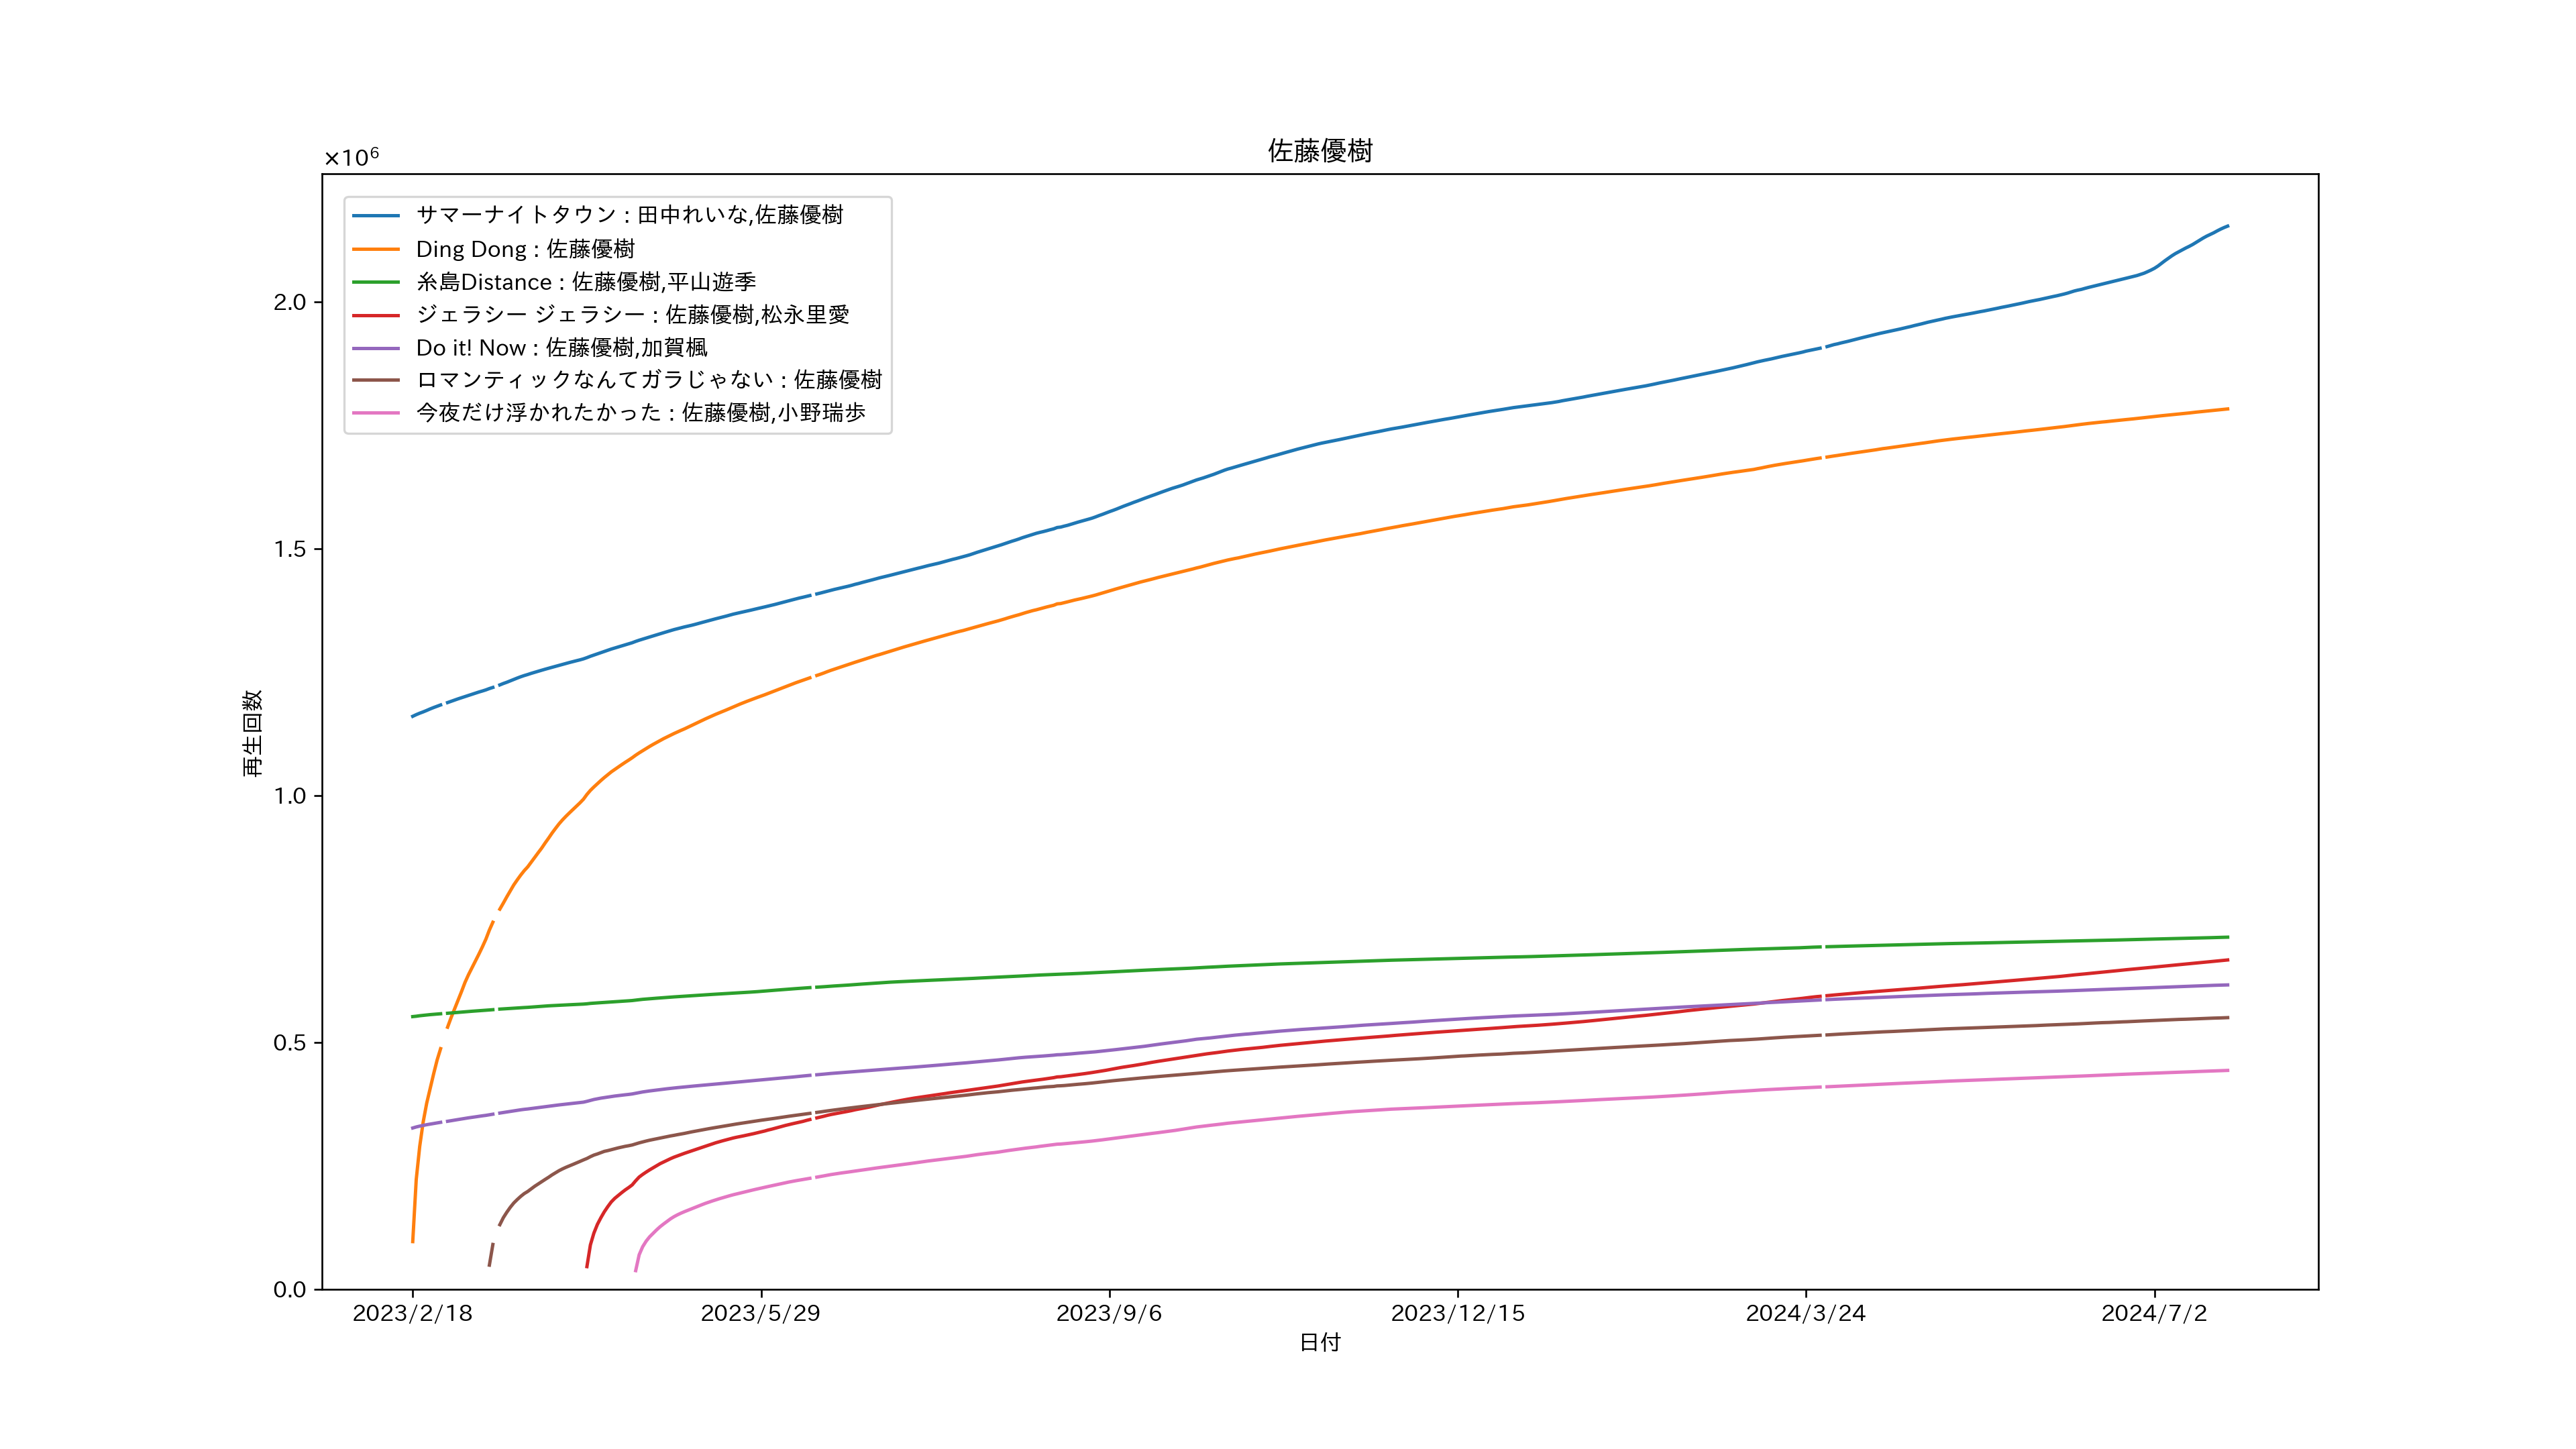 佐藤優樹
×10⁶
サマーナイトタウン : 田中れいな,佐藤優樹
Ding Dong : 佐藤優樹
糸島Distance : 佐藤優樹,平山遊季
ジェラシー ジェラシー : 佐藤優樹,松永里愛
Do it! Now : 佐藤優樹,加賀楓
ロマンティックなんてガラじゃない : 佐藤優樹
今夜だけ浮かれたかった : 佐藤優樹,小野瑞歩
2.0
1.5
1.0
0.5
0.0
再生回数
2023/2/18 2023/5/29 2023/9/6 2023/12/15 2024/3/24 2024/7/2
日付